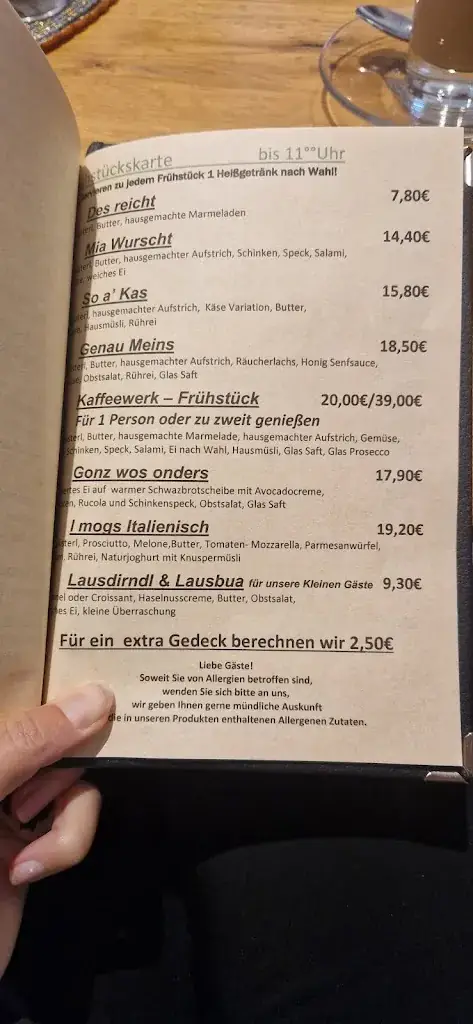 stückskarte bis 11°°Uhr
servieren zu jedem Frühstück 1 Heißgetränk nach Wahl!
Des reicht 7,80€
Butter, hausgemachte Marmeladen
Mia Wurscht 14,40€
Butter, hausgemachter Aufstrich, Schinken, Speck, Salami,
weiches Ei
So a' Kas 15,80€
hausgemachter Aufstrich, Käse Variation, Butter,
Hausmüsli, Rührei
Genau Meins 18,50€
Butter, hausgemachter Aufstrich, Räucherlachs, Honig Senfsauce,
Obstsalat, Rührei, Glas Saft
Kaffeewerk – Frühstück 20,00€/39,00€
Für 1 Person oder zu zweit genießen
Butter, hausgemachte Marmelade, hausgemachter Aufstrich, Gemüse,
Schinken, Speck, Salami, Ei nach Wahl, Hausmüsli, Glas Saft, Glas Prosecco
Gonz wos onders 17,90€
Ei auf warmer Schwazbrotscheibe mit Avocadocreme,
Rucola und Schinkenspeck, Obstsalat, Glas Saft
I mogs Italienisch 19,20€
Prosciutto, Melone,Butter, Tomaten- Mozzarella, Parmesanwürfel,
Rührei, Naturjoghurt mit Knuspermüsli
Lausdirndl & Lausbua für unsere Kleinen Gäste 9,30€
oder Croissant, Haselnusscreme, Butter, Obstsalat,
Ei, kleine Überraschung
Für ein extra Gedeck berechnen wir 2,50€
Liebe Gäste!
Soweit Sie von Allergien betroffen sind,
wenden Sie sich bitte an uns,
wir geben Ihnen gerne mündliche Auskunft
die in unseren Produkten enthaltenen Allergenen Zutaten.